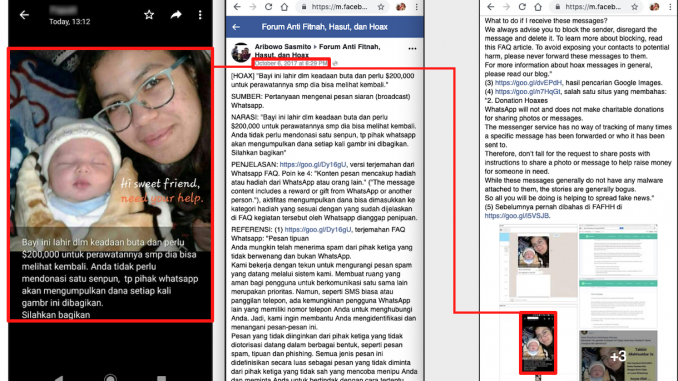 Today, 13:12
Hi sweet friend,
need your help.
Bayi ini lahir dlm keadaan buta dan perlu
$200,000 untuk perawatannya smp dia bisa
melihat kembali. Anda tidak perlu
mendonasi satu senpun, tp pihak whatsapp
akan mengumpulkan dana setiap kali
gambr ini dibagikan.
Silahkan bagikan
https://m.faceb...
Forum Anti Fitnah, Hasut, dan Hoax
Aribowo Sasmito ▸ Forum Anti Fitnah,
Hasut, dan Hoax
October 6, 2017 at 8:29 PM
[HOAX] "Bayi ini lahir dlm keadaan buta dan perlu $200,000
untuk perawatannya smp dia bisa melihat kembali."
SUMBER: Pertanyaan mengenai pesan siaran (broadcast)
Whatsapp.
NARASI: "Bayi ini lahir dlm keadaan buta dan perlu
$200,000 untuk perawatannya smp dia bisa melihat kembali.
Anda tidak perlu mendonasi satu senpun, tp pihak whatsapp
akan mengumpulkan dana setiap kali gambr ini dibagikan.
Silahkan bagikan"
PENJELASAN: https://goo.gl/Dy16gU, versi terjemahan dari
Whatsapp FAQ. Poin ke 4: "Konten pesan mencakup hadiah
atau hadiah dari WhatsApp atau orang lain." ("The message
content includes a reward or gift from WhatsApp or another
person."), aktifitas mengumpulkan dana bisa dimasukkan ke
kategori hadiah yang sesuai dengan yang sudah dijelaskan
di FAQ kegiatan tersebut oleh Whatsapp dianggap penipuan.
REFERENSI: (1) https://goo.gl/Dy16gU, terjemahan FAQ
Whatsapp: "Pesan tipuan
Anda mungkin telah menerima spam dari pihak ketiga yang
tidak berwenang dan bukan WhatsApp.
Kami bekerja dengan tekun untuk mengurangi pesan spam
yang datang melalui sistem kami. Membuat ruang yang
aman bagi pengguna untuk berkomunikasi satu sama lain
merupakan prioritas. Namun, seperti SMS biasa atau
panggilan telepon, ada kemungkinan pengguna WhatsApp
lain yang memiliki nomor telepon Anda untuk menghubungi
Anda. Jadi, kami ingin membantu Anda mengidentifikasi dan
menangani pesan-pesan ini.
Pesan yang tidak diinginkan dari pihak ketiga yang tidak
diotorisasi datang dalam berbagai bentuk, seperti pesan
spam, tipuan dan phishing. Semua jenis pesan ini
didefinisikan secara luas sebagai pesan yang tidak diminta
dari pihak ketiga yang tidak sah yang mencoba menipu Anda
dan meminta Anda untuk bertindak dengan cara tertentu
https://m.faceb...
What to do if I receive these messages?
We always advise you to block the sender, disregard the
message and delete it. To learn more about blocking, read
this FAQ article. To avoid exposing your contacts to potential
harm, please never forward these messages to them.
For more information about hoax messages in general,
please read our blog."
(3) https://goo.gl/dvEPdH, hasil pencarian Google Images.
(4) https://goo.gl/n7HqGt, salah satu situs yang membahas:
"2. Donation Hoaxes
WhatsApp will not and does not make charitable donations
for sharing photos or messages.
The messenger service has no way of tracking of many times
a specific message has been forwarded or who it has been
sent to.
Therefore, don't fall for the request to share posts with
instructions to share a photo or message to help raise money
for someone in need.
While these messages generally do not have any malware
attached to them, the stories are generally bogus.
So all you will be doing is helping to spread fake news."
(5) Sebelumnya pernah dibahas di FAFHH di
https://goo.gl/i5VSJB.
+3